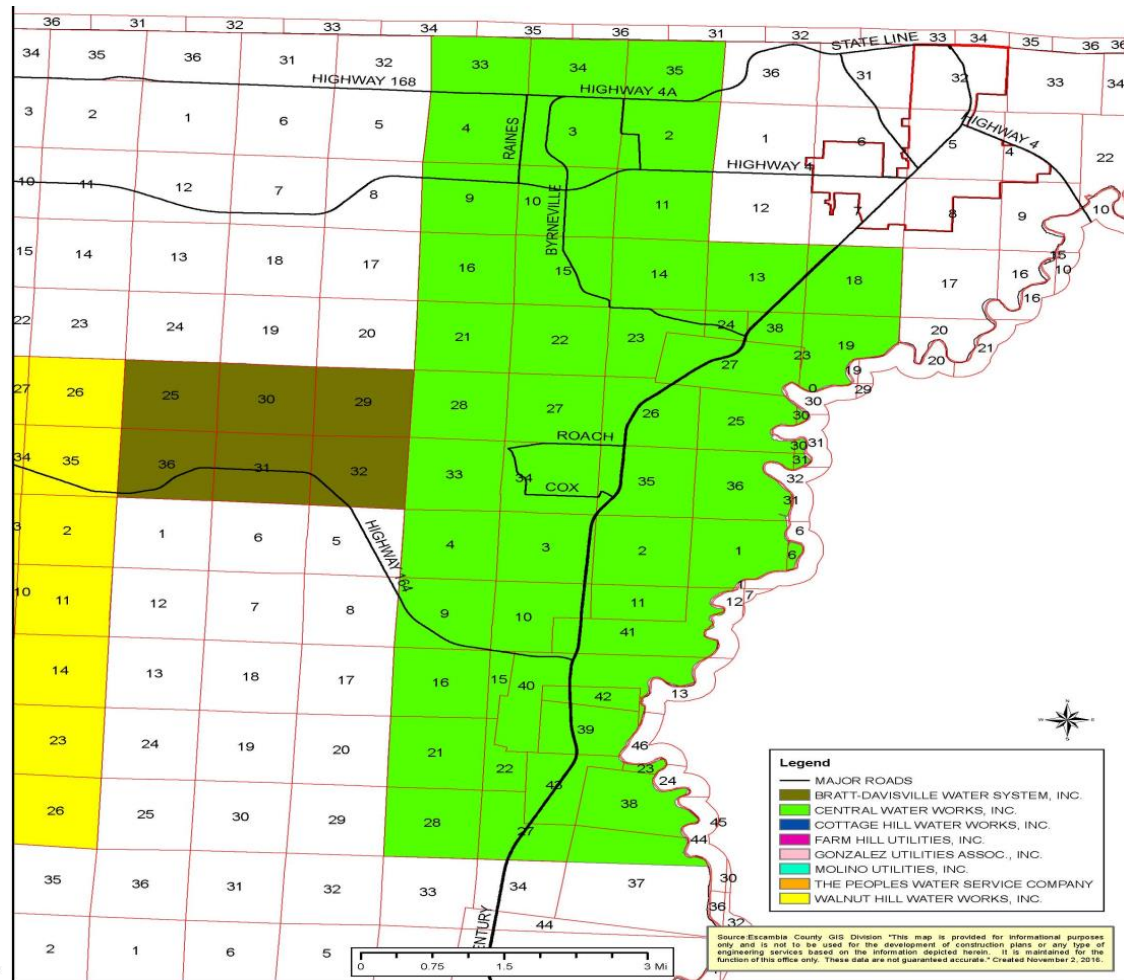 36 31 32 33 34 35 36 31 32 33 34 35 36 36
34 35 36 31 32 33 34 35 36 31 32 33 34
STATE LINE
HIGHWAY 168
HIGHWAY 4A
3 2 1 6 5 4 3 2 1 6 5 4 22
RAINES
HIGHWAY 4
HIGHWAY 4
10 11 12 7 8 9 10 11 12 7 8 9 10
BYRNEVILLE
15 14 13 18 17 16 15 14 13 18 17 16 15 10
16
22 23 24 19 20 21 22 23 24 38 19 20 21
27 23 19 20 29
27 26 25 30 29 28 27 26 25 0 30 30
ROACH
34 35 36 31 32 33 34 35 36 30 31 31 32 31
COX
3 2 1 6 5 4 3 2 1 6 6
HIGHWAY 164
10 11 12 7 8 9 10 11 41 12 1 7
14 13 18 17 16 15 40 42 13
39 46
23 24 19 20 21 22 43 23 24
26 25 30 29 28 27 38 45 44
35 36 31 32 33 34 37 30 36 32
44
ENTURY
2 1 6 5
0 0.75 1.5 3 Mi
N
Legend
MAJOR ROADS
BRATT-DAVISVILLE WATER SYSTEM, INC.
CENTRAL WATER WORKS, INC.
COTTAGE HILL WATER WORKS, INC.
FARM HILL UTILITIES, INC.
GONZALEZ UTILITIES ASSOC., INC.
MOLINO UTILITIES, INC.
THE PEOPLES WATER SERVICE COMPANY
WALNUT HILL WATER WORKS, INC.
Source:Escambia County GIS Division "This map is provided for informational purposes
only and is not to be used for the development of construction plans or any type of
engineering services based on the information depicted herein. It is maintained for the
function of this office only. These data are not guaranteed accurate." Created November 2, 2016.